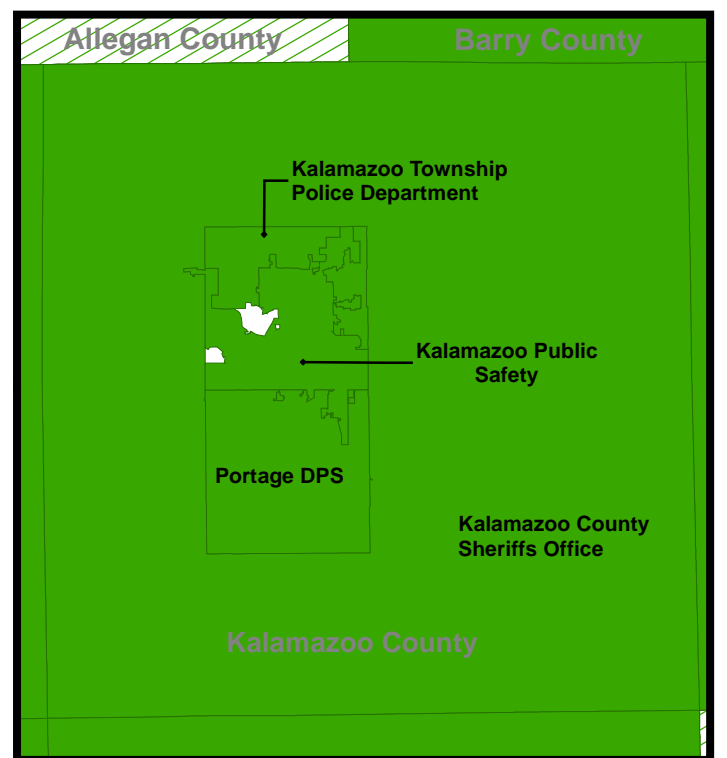 Allegan County
Barry County
Kalamazoo Township
Police Department
Kalamazoo Public
Safety
Portage DPS
Kalamazoo County
Sheriffs Office
Kalamazoo County